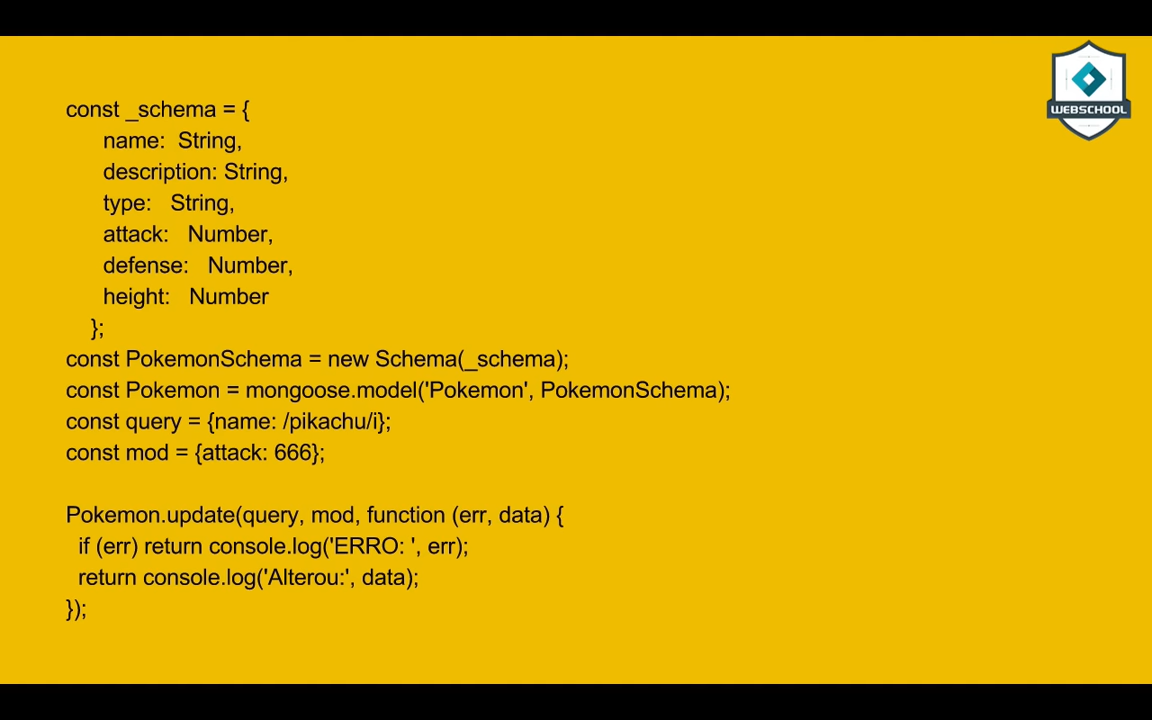 WEBSCHOOL
const _schema = {
name: String,
description: String,
type: String,
attack: Number,
defense: Number,
height: Number
};
const PokemonSchema = new Schema(_schema);
const Pokemon = mongoose.model('Pokemon', PokemonSchema);
const query = {name: /pikachu/i};
const mod = {attack: 666};
Pokemon.update(query, mod, function (err, data) {
if (err) return console.log('ERRO: ', err);
return console.log('Alterou:', data);
});